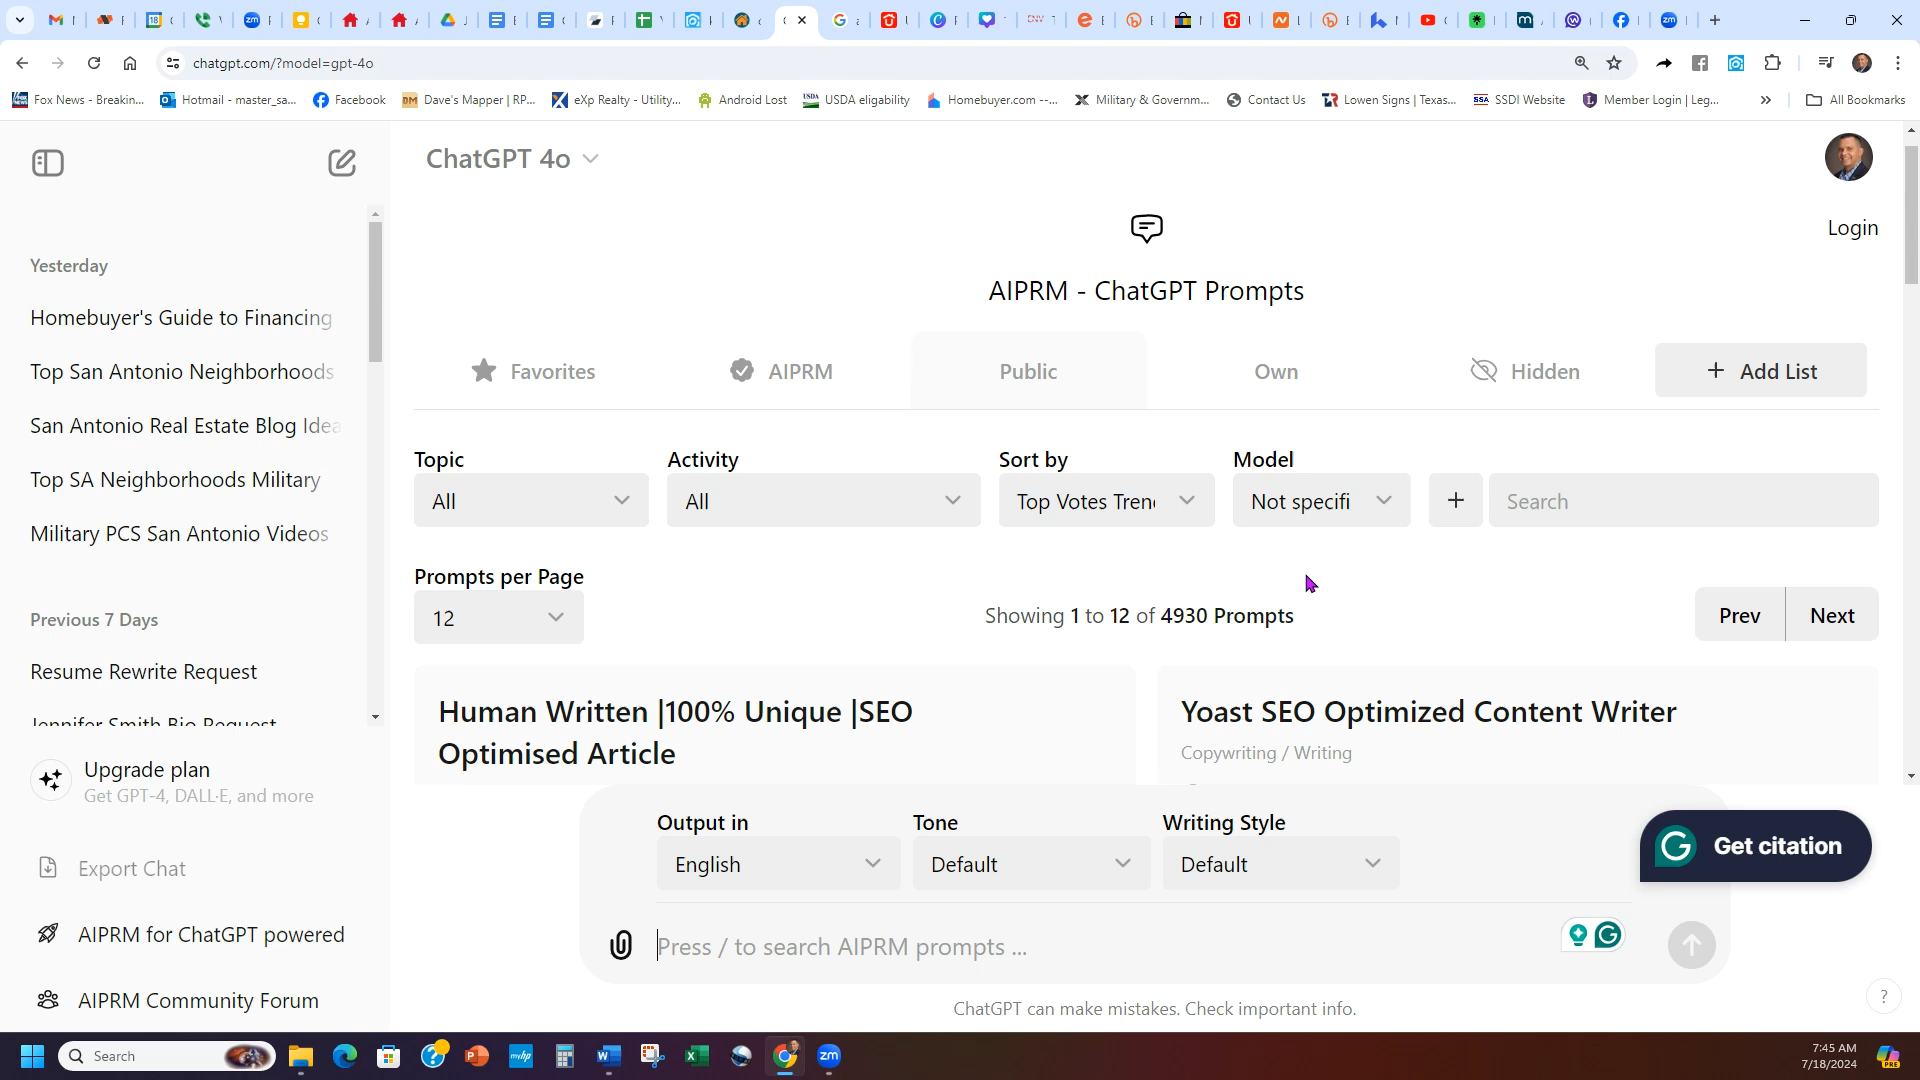 chatgpt.com/?model=gpt-4o
Fox News - Breakin...
Hotmail - master_sa...
Facebook
Dave's Mapper | RP...
eXp Realty - Utility...
Android Lost
USDA eligability
Homebuyer.com --...
Military & Governm...
Contact Us
Lowen Signs | Texas...
SSDI Website
Member Login | Leg...
All Bookmarks
ChatGPT 4o
Login
AIPRM - ChatGPT Prompts
Favorites
AIPRM
Public
Own
Hidden
+ Add List
Topic
Activity
Sort by
Model
All
All
Top Votes Tren
Not specifi
+
Search
Prompts per Page
12
Showing 1 to 12 of 4930 Prompts
Prev
Next
Human Written |100% Unique |SEO
Optimised Article
Yoast SEO Optimized Content Writer
Copywriting / Writing
Yesterday
Homebuyer's Guide to Financing
Top San Antonio Neighborhoods
San Antonio Real Estate Blog Idea
Top SA Neighborhoods Military
Military PCS San Antonio Videos
Previous 7 Days
Resume Rewrite Request
Jennifer Smith Bio Request
Upgrade plan
Get GPT-4, DALL·E, and more
Export Chat
AIPRM for ChatGPT powered
AIPRM Community Forum
Output in
Tone
Writing Style
English
Default
Default
Get citation
Press / to search AIPRM prompts ...
ChatGPT can make mistakes. Check important info.
?
Search
7:45 AM
7/18/2024